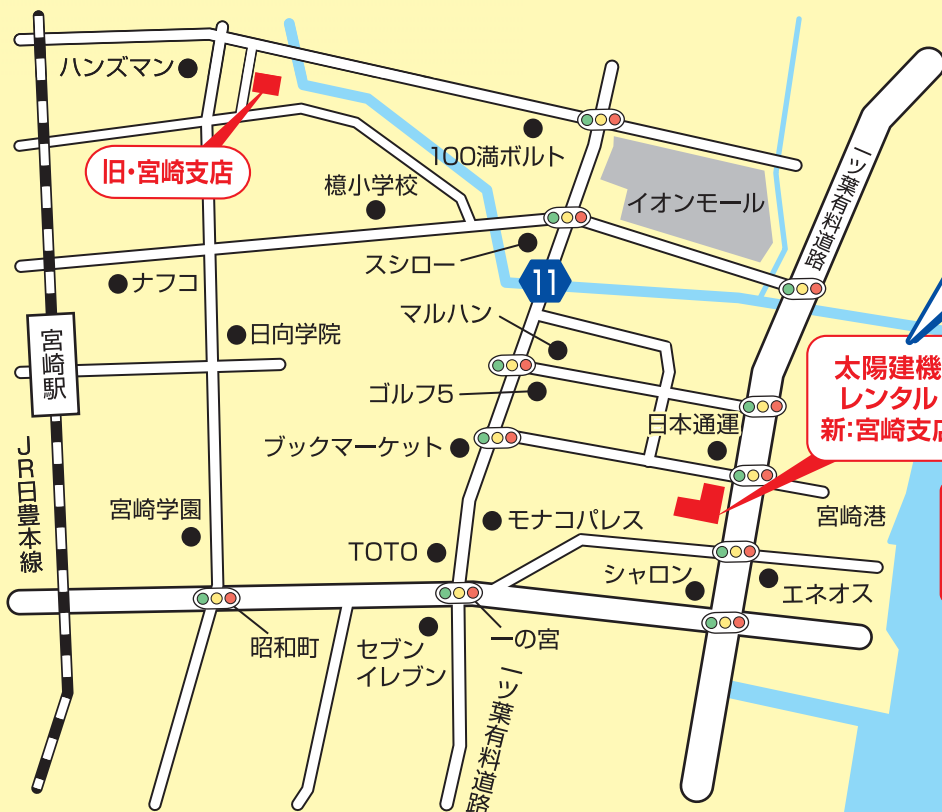 ハンズマン
旧・宮崎支店
100満ボルト
檍小学校
イオンモール
一ツ葉有料道路
スシロー
ナフコ
11
マルハン
日向学院
宮崎駅
太陽建機
レンタル
新:宮崎支店
ゴルフ5
日本通運
ブックマーケット
JR日豊本線
宮崎学園
モナコパレス
宮崎港
TOTO
シャロン
エネオス
昭和町
セブン
イレブン
一の宮
一ツ葉有料道路